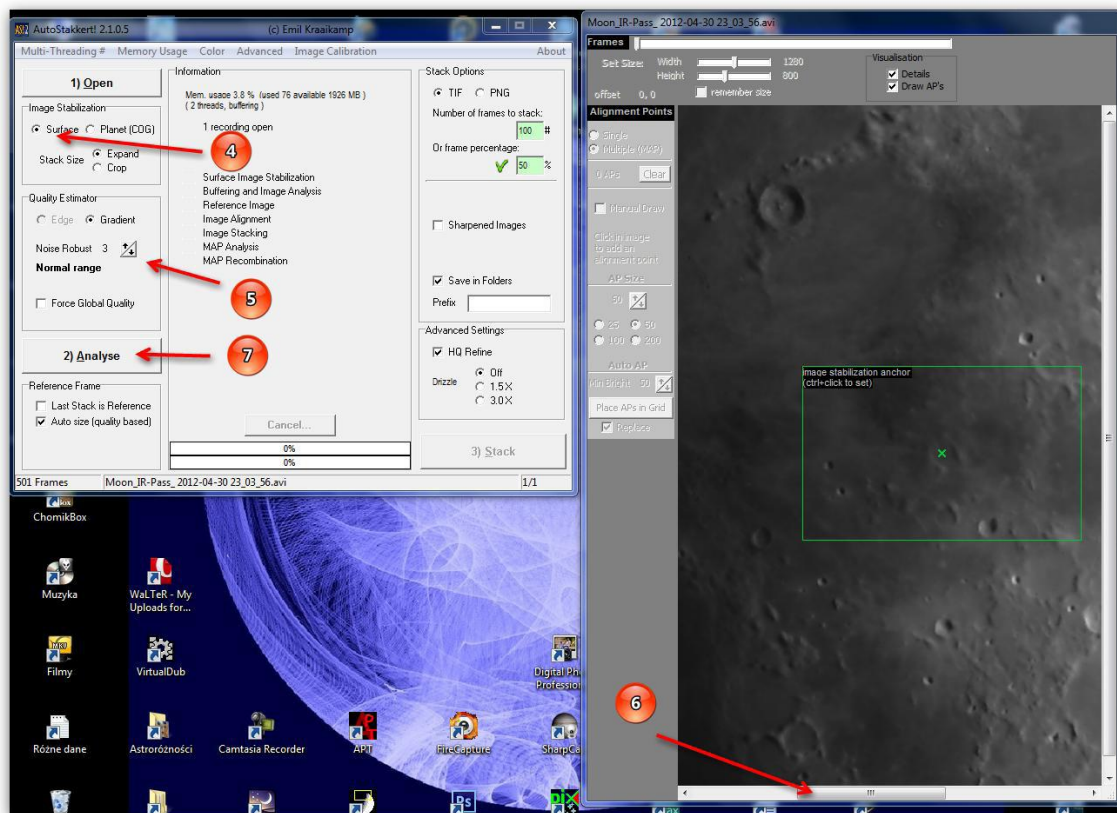 AutoStakkert! 2.1.0.5 (c) Emil Kraaikamp
Multi-Threading # Memory Usage Color Advanced Image Calibration About
1) Open
Image Stabilization
Surface Planet (COG)
4
Stack Size Expand
Crop
Quality Estimator
Edge Gradient
Noise Robust 3
Normal range
5
Force Global Quality
2) Analyse
7
Reference Frame
Last Stack is Reference
Auto size (quality based)
Information
Mem. usage 3.8 % (used 76 available 1926 MB )
( 2 threads, buffering )
1 recording open
Surface Image Stabilization
Buffering and Image Analysis
Reference Image
Image Alignment
Image Stacking
MAP Analysis
MAP Recombination
Cancel...
0%
0%
Stack Options
TIF PNG
Number of frames to stack:
100 #
Or frame percentage:
50 %
Sharpened Images
Save in Folders
Prefix
Advanced Settings
HQ Refine
Drizzle Off
1.5X
3.0X
3) Stack
501 Frames Moon_IR-Pass_ 2012-04-30 23_03_56.avi 1/1
Moon_IR-Pass_ 2012-04-30 23_03_56.avi
Frames
Set Size: Width 1280
Height 800
offset 0, 0 remember size
Visualisation
Details
Draw AP's
Alignment Points
Single
Multiple (MAP)
0 APs Clear
Manual Draw
Click in image
to add an
alignment point
AP Size
50
25 50
100 200
Auto AP
Min Bright 50
Place APs in Grid
Replace
image stabilization anchor
(ctrl+click to set)
6
ChomikBox
Muzyka
WaLTeR - My
Uploads for...
Filmy
VirtualDub
Digital Pho
Profession
Różne dane
Astroróżności
Camtasia Recorder
APT
FireCapture
SharpCa
Ps